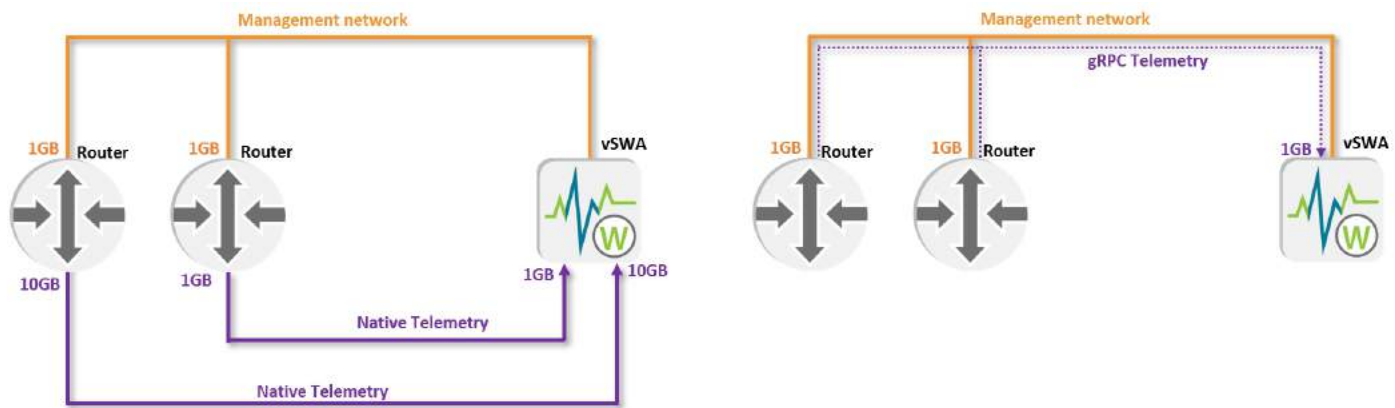 Management network
1GB
Router
1GB
Router
vSWA
W
10GB
1GB
1GB
10GB
Native Telemetry
Native Telemetry
Management network
gRPC Telemetry
1GB
Router
1GB
Router
1GB
vSWA
W